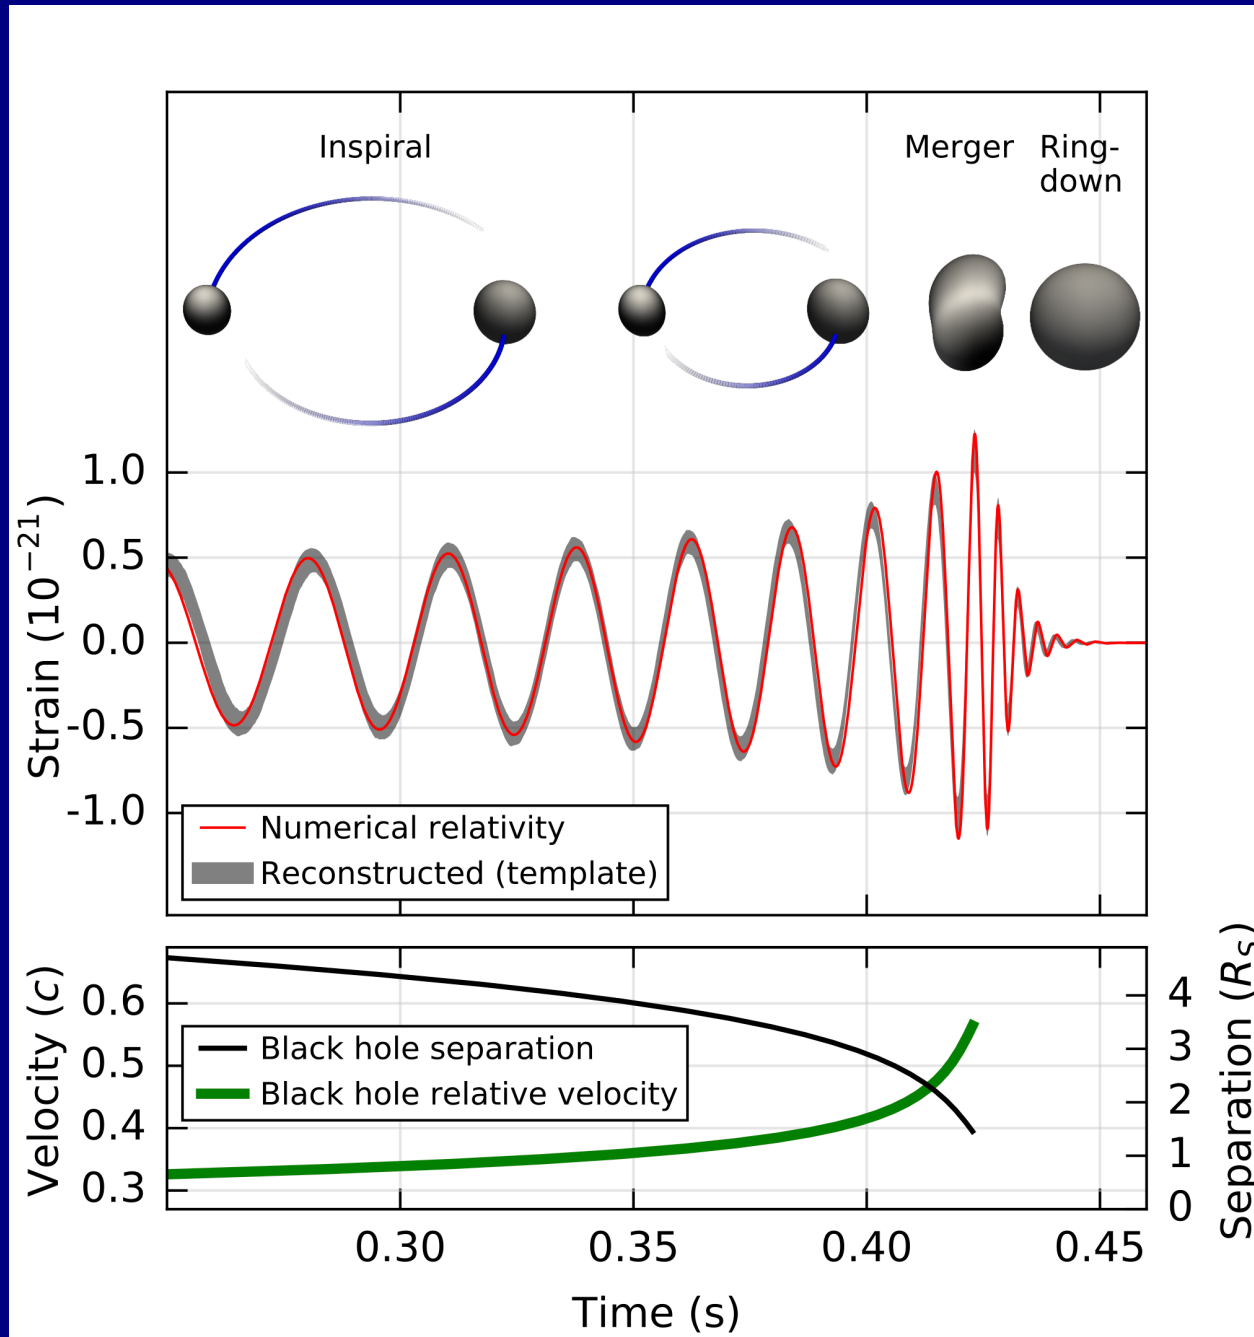 Inspiral
Merger
Ring-
down
Strain (10⁻²¹)
1.0
0.5
0.0
-0.5
-1.0
Numerical relativity
Reconstructed (template)
Velocity (c)
0.6
0.5
0.4
0.3
Black hole separation
Black hole relative velocity
4
3
2
1
0
Separation (R_S)
0.30 0.35 0.40 0.45
Time (s)